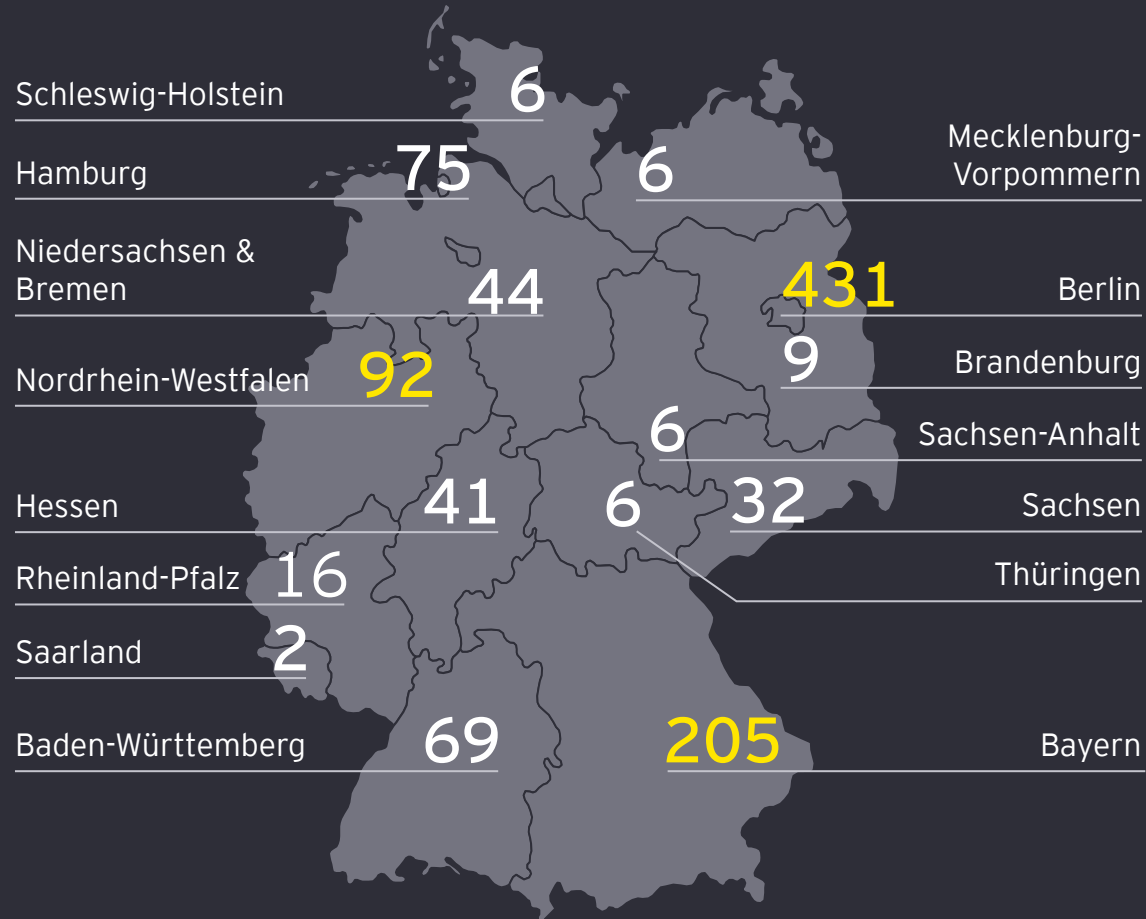 Schleswig-Holstein 6
Hamburg 75
Niedersachsen &
Bremen 44
Nordrhein-Westfalen 92
Hessen 41
Rheinland-Pfalz 16
Saarland 2
Baden-Württemberg 69
6 Mecklenburg-
Vorpommern
431 Berlin
9 Brandenburg
6 Sachsen-Anhalt
32 Sachsen
6 Thüringen
205 Bayern